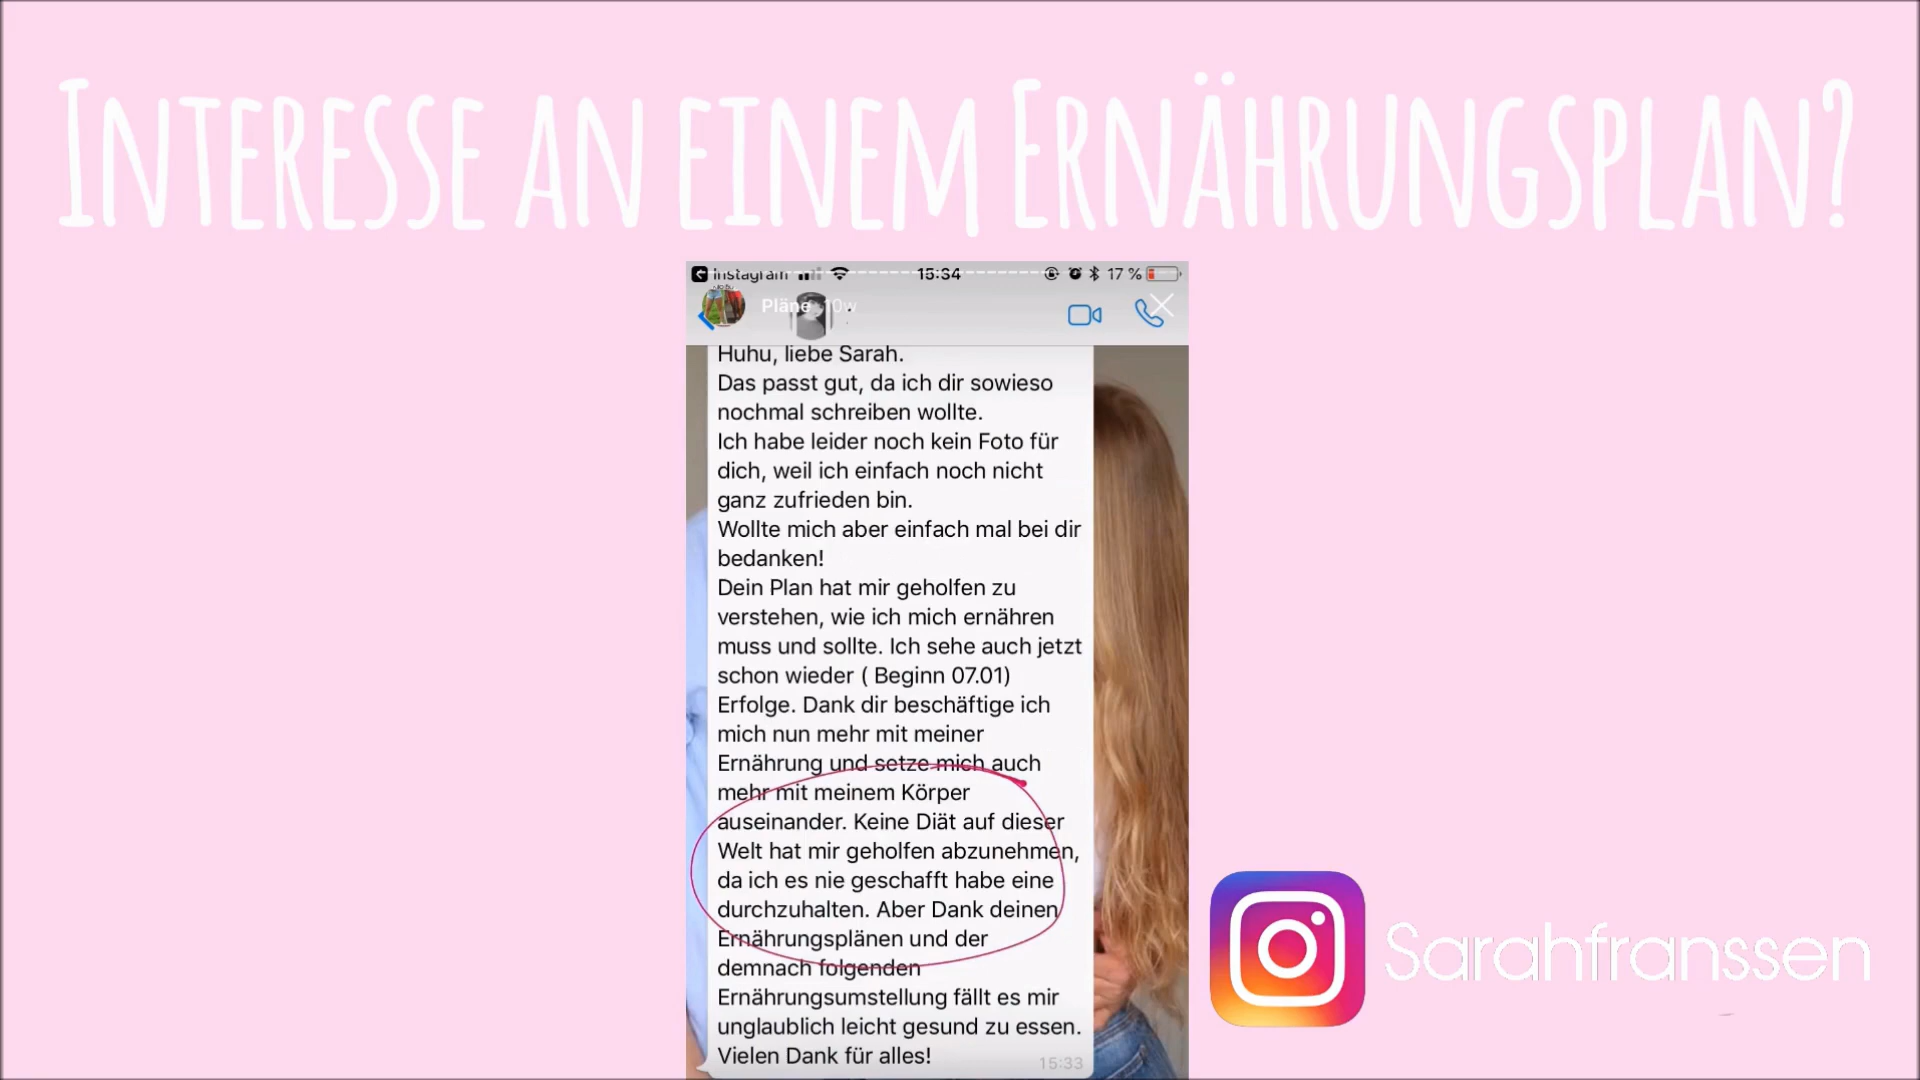 Interesse an einem Ernährungsplan?
Instagram 15:34 17 %
Pläne 10w
Huhu, liebe Sarah.
Das passt gut, da ich dir sowieso
nochmal schreiben wollte.
Ich habe leider noch kein Foto für
dich, weil ich einfach noch nicht
ganz zufrieden bin.
Wollte mich aber einfach mal bei dir
bedanken!
Dein Plan hat mir geholfen zu
verstehen, wie ich mich ernähren
muss und sollte. Ich sehe auch jetzt
schon wieder ( Beginn 07.01)
Erfolge. Dank dir beschäftige ich
mich nun mehr mit meiner
Ernährung und setze mich auch
mehr mit meinem Körper
auseinander. Keine Diät auf dieser
Welt hat mir geholfen abzunehmen,
da ich es nie geschafft habe eine
durchzuhalten. Aber Dank deinen
Ernährungsplänen und der
demnach folgenden
Ernährungsumstellung fällt es mir
unglaublich leicht gesund zu essen.
Vielen Dank für alles!
15:33
Sarahfranssen